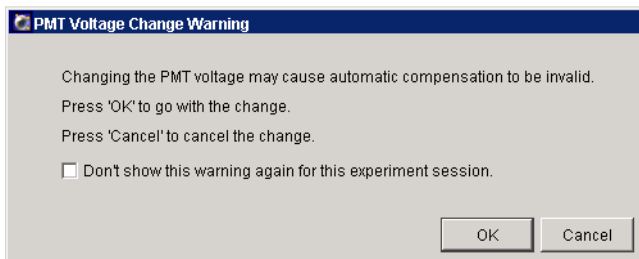 PMT Voltage Change Warning
Changing the PMT voltage may cause automatic compensation to be invalid.
Press 'OK' to go with the change.
Press 'Cancel' to cancel the change.
Don't show this warning again for this experiment session.
OK Cancel